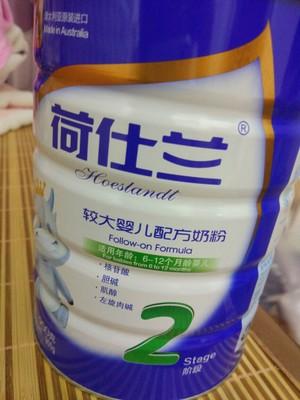 澳大利亚原装进口
Made in Australia
荷仕兰®
Hoestandt
较大婴儿配方奶粉
Follow-on Formula
适用年龄：6-12个月龄婴儿
For babies from 6 to 12 months
·核苷酸
·胆碱
·肌醇
·左旋肉碱
2
Stage
阶段